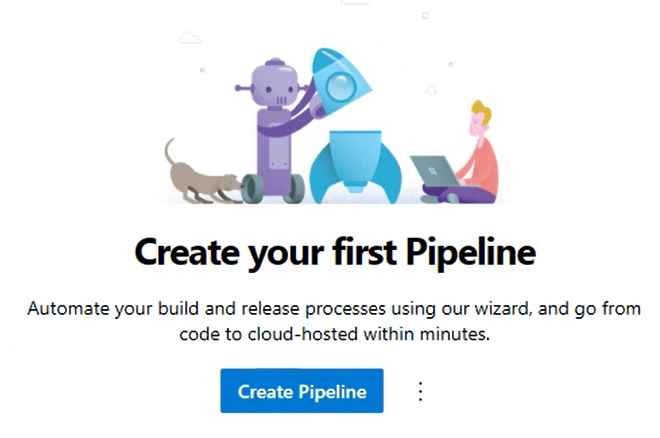 Create your first Pipeline
Automate your build and release processes using our wizard, and go from
code to cloud-hosted within minutes.
Create Pipeline